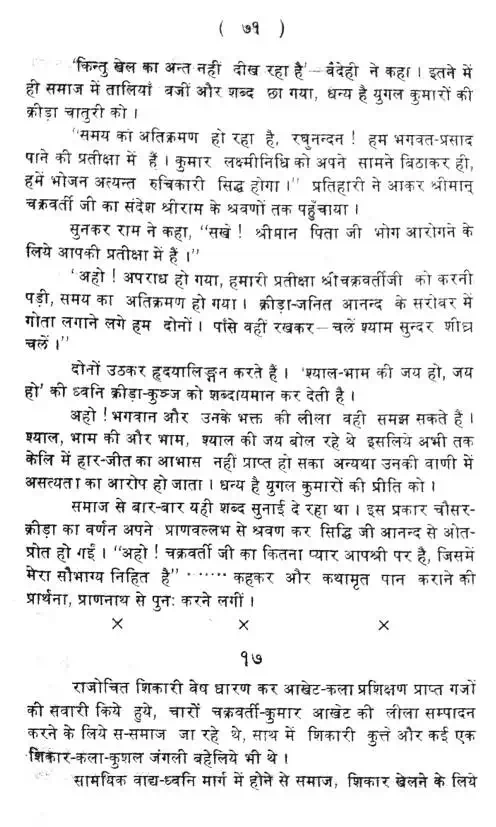 ( ७१ )
'किन्तु खेल का अन्त नहीं दीख रहा है'—वैदेही ने कहा । इतने में
ही समाज में तालियाँ बजीं और शब्द छा गया, धन्य है युगल कुमारों की
क्रीड़ा चातुरी को ।
"समय का अतिक्रमण हो रहा है, रघुनन्दन ! हम भगवत-प्रसाद
पाने की प्रतीक्षा में हैं । कुमार लक्ष्मीनिधि को अपने सामने बिठाकर ही,
हमें भोजन अत्यन्त रुचिकारी सिद्ध होगा ।" प्रतिहारी ने आकर श्रीमान्
चक्रवर्ती जी का संदेश श्रीराम के श्रवणों तक पहुँचाया ।
सुनकर राम ने कहा, "सखे ! श्रीमान पिता जी भोग आरोगने के
लिये आपकी प्रतीक्षा में हैं ।"
'अहो ! अपराध हो गया, हमारी प्रतीक्षा श्रीचक्रवर्तीजी को करनी
पड़ी, समय का अतिक्रमण हो गया । क्रीड़ा-जनित आनन्द के सरोवर में
गोता लगाने लगे हम दोनों । पाँसे वहीं रखकर—चलें श्याम सुन्दर शीघ्र
चलें ।"
दोनों उठकर हृदयालिङ्गन करते हैं । 'श्याल-भाम की जय हो, जय
हो' की ध्वनि क्रीड़ा-कुञ्ज को शब्दायमान कर देती है ।
अहो ! भगवान और उनके भक्त की लीला वही समझ सकते हैं ।
श्याल, भाम की और भाम, श्याल की जय बोल रहे थे इसलिये अभी तक
केलि में हार-जीत का आभास नहीं प्राप्त हो सका अन्यथा उनकी वाणी में
असत्यता का आरोप हो जाता । धन्य है युगल कुमारों की प्रीति को ।
समाज से बार-बार यही शब्द सुनाई दे रहा था । इस प्रकार चौसर-
क्रीड़ा का वर्णन अपने प्राणवल्लभ से श्रवण कर सिद्धि जी आनन्द से ओत-
प्रोत हो गईं । "अहो ! चक्रवर्ती जी का कितना प्यार आपश्री पर है, जिसमें
मेरा सौभाग्य निहित है" ······ कहकर और कथामृत पान कराने की
प्रार्थना, प्राणनाथ से पुनः करने लगीं ।
× × ×
१७
राजोचित शिकारी वेष धारण कर आखेट-कला प्रशिक्षण प्राप्त गजों
की सवारी किये हुये, चारों चक्रवर्ती-कुमार आखेट की लीला सम्पादन
करने के लिये स-समाज जा रहे थे, साथ में शिकारी कुत्ते और कई एक
शिकार-कला-कुशल जंगली बहेलिये भी थे ।
सामयिक वाद्य-ध्वनि मार्ग में होने से समाज, शिकार खेलने के लिये